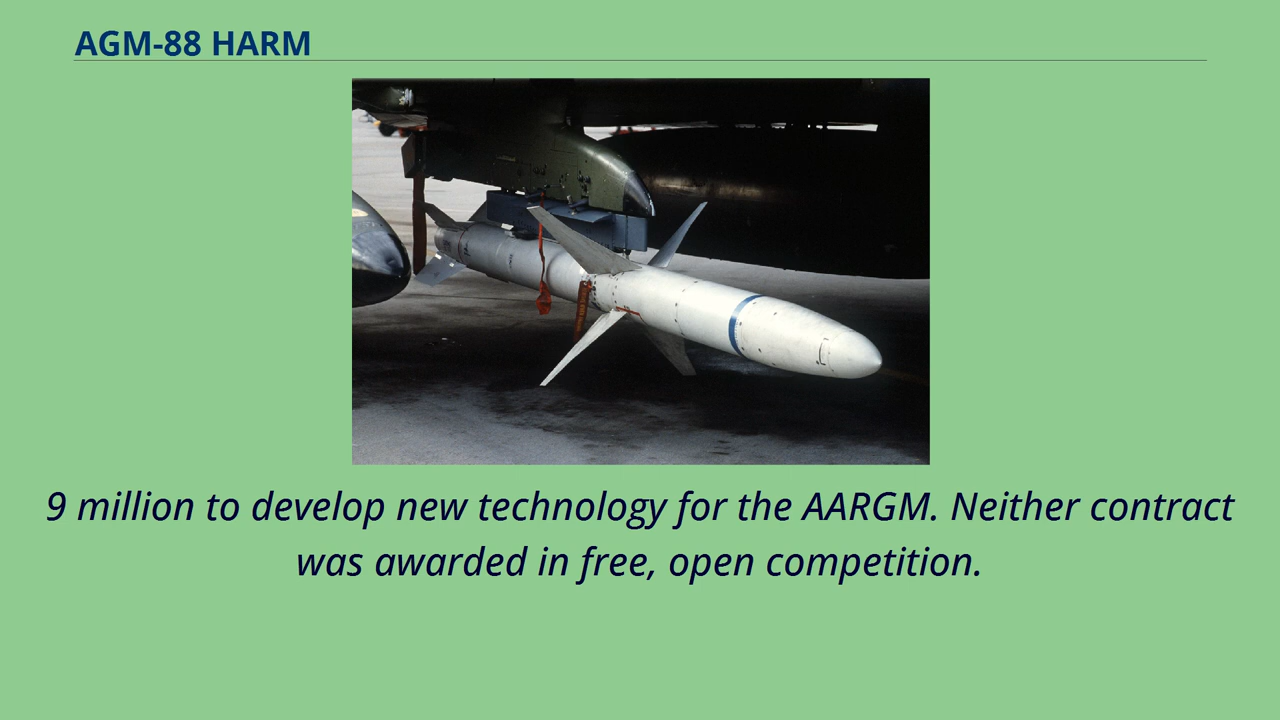 AGM-88 HARM
9 million to develop new technology for the AARGM. Neither contract
was awarded in free, open competition.